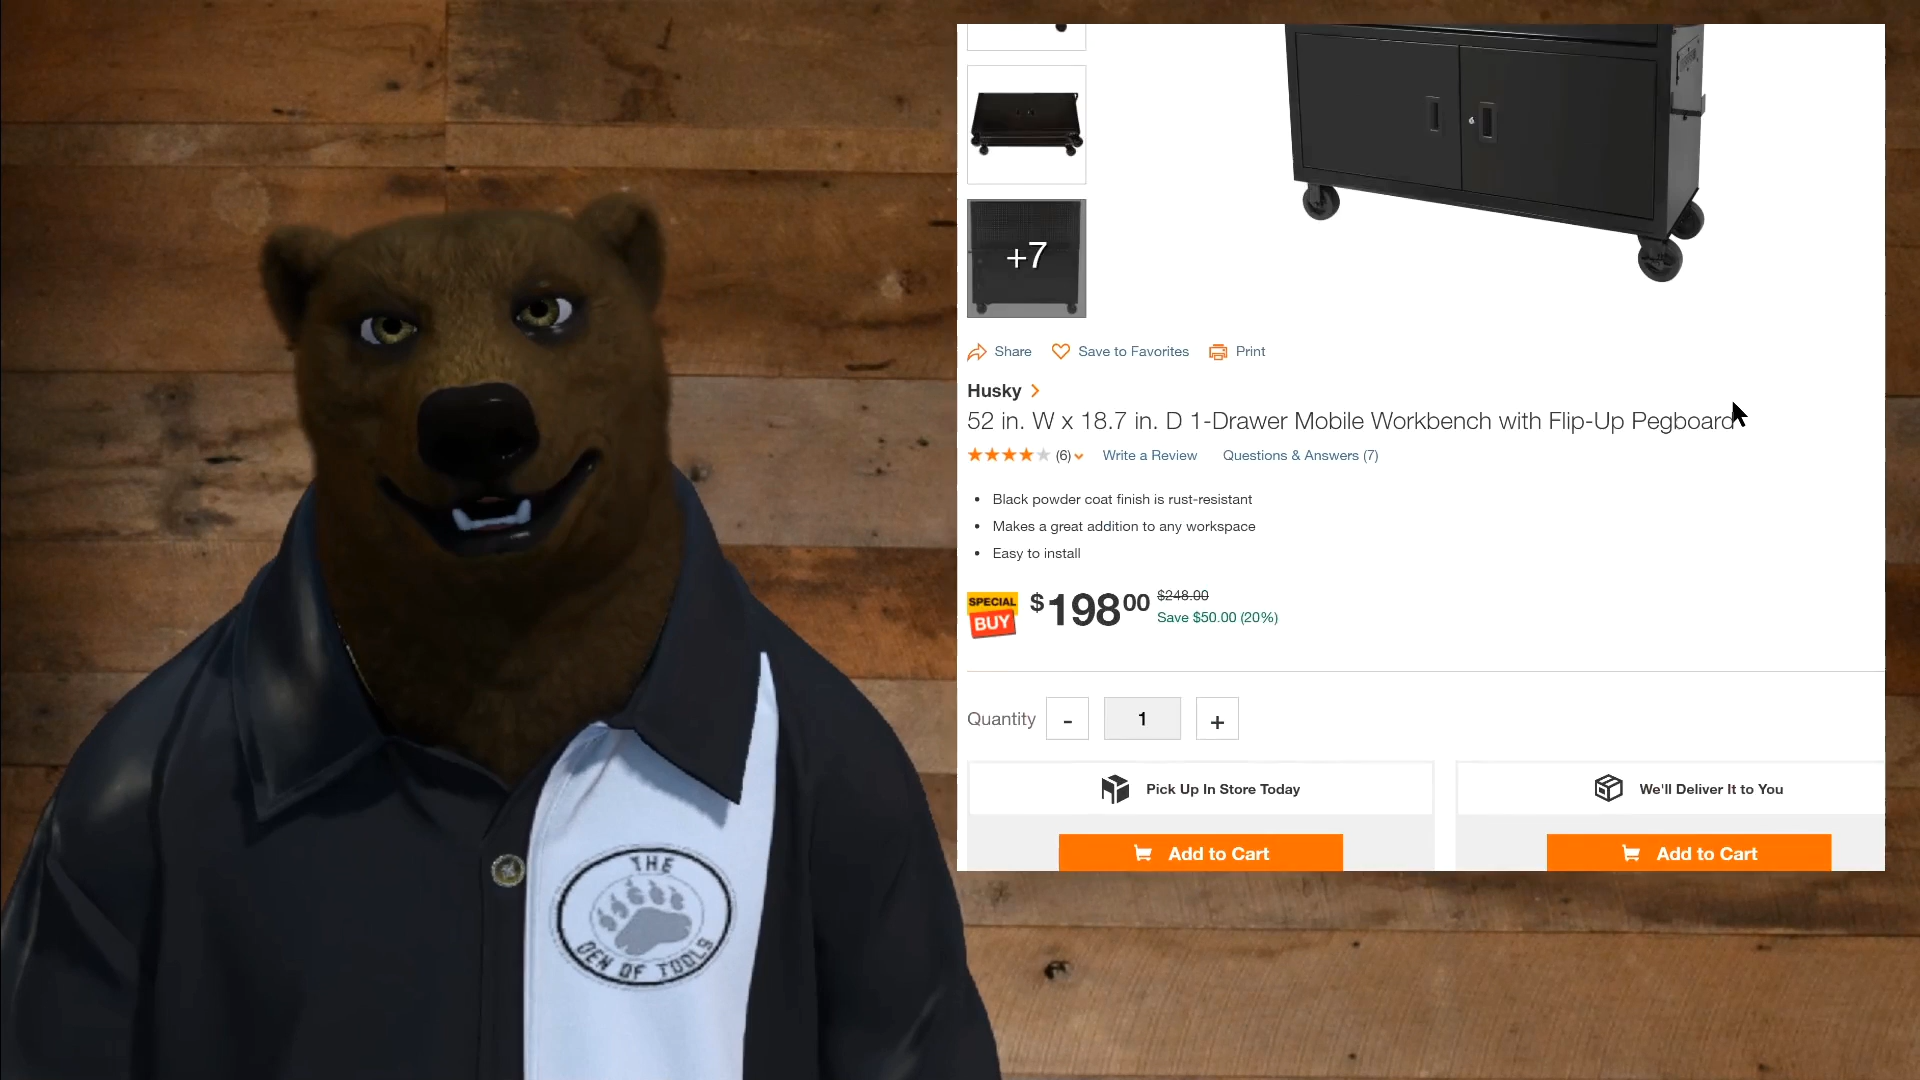 +7
Share Save to Favorites Print
Husky
52 in. W x 18.7 in. D 1-Drawer Mobile Workbench with Flip-Up Pegboard
(6) Write a Review Questions & Answers (7)
Black powder coat finish is rust-resistant
Makes a great addition to any workspace
Easy to install
SPECIAL
BUY
$198.00
$248.00
Save $50.00 (20%)
Quantity - 1 +
Pick Up In Store Today
We'll Deliver It to You
Add to Cart
Add to Cart
THE
DEN OF TOOLS